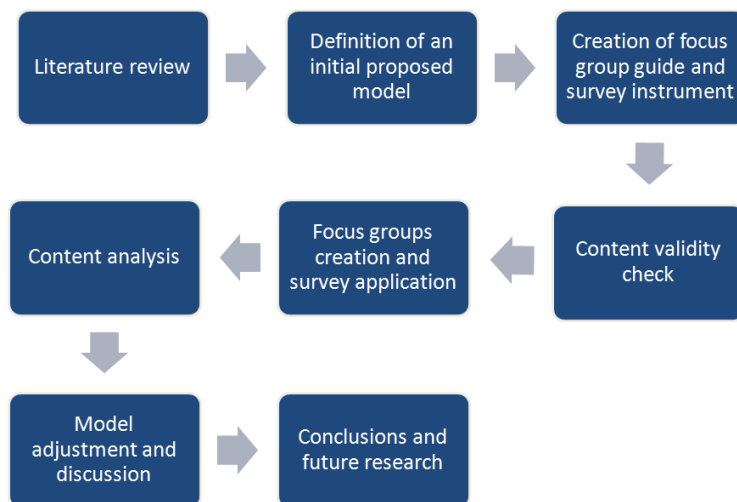 Literature review
Definition of an
initial proposed
model
Creation of focus
group guide and
survey instrument
Content validity
check
Focus groups
creation and
survey application
Content analysis
Model
adjustment and
discussion
Conclusions and
future research